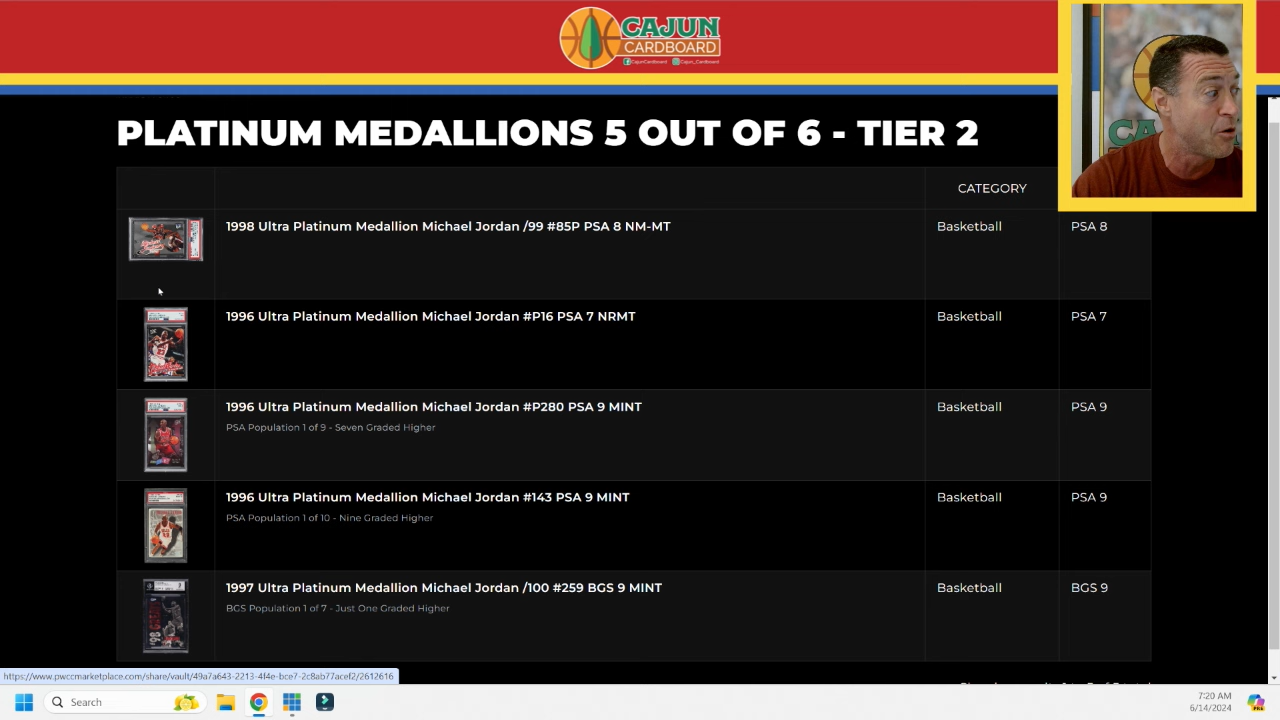 CAJUN
CARDBOARD
CajunCardboard Cajun_Cardboard
PLATINUM MEDALLIONS 5 OUT OF 6 - TIER 2
CATEGORY
1998 Ultra Platinum Medallion Michael Jordan /99 #85P PSA 8 NM-MT
Basketball
PSA 8
1996 Ultra Platinum Medallion Michael Jordan #P16 PSA 7 NRMT
Basketball
PSA 7
1996 Ultra Platinum Medallion Michael Jordan #P280 PSA 9 MINT
PSA Population 1 of 9 - Seven Graded Higher
Basketball
PSA 9
1996 Ultra Platinum Medallion Michael Jordan #143 PSA 9 MINT
PSA Population 1 of 10 - Nine Graded Higher
Basketball
PSA 9
1997 Ultra Platinum Medallion Michael Jordan /100 #259 BGS 9 MINT
BGS Population 1 of 7 - Just One Graded Higher
Basketball
BGS 9
https://www.pwccmarketplace.com/share/vault/49a7a643-2213-4f4e-bce7-2c8ab77acef2/2612616
Search
7:20 AM
6/14/2024